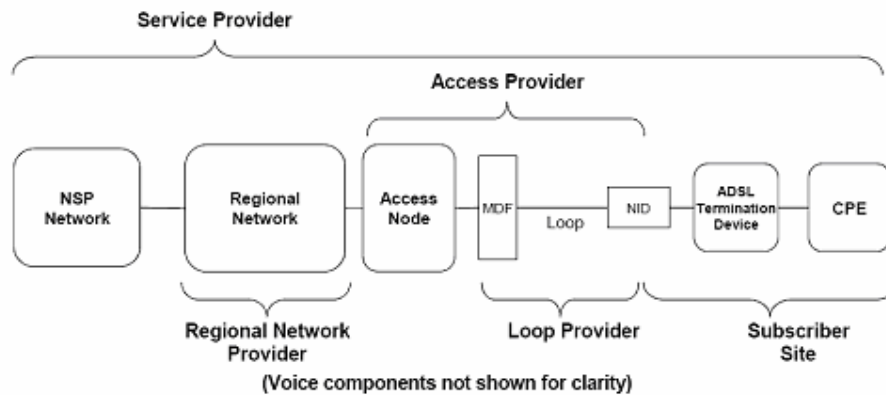 Service Provider
Access Provider
NSP
Network
Regional
Network
Access
Node
MDF
Loop
NID
ADSL
Termination
Device
CPE
Regional Network
Provider
Loop Provider
Subscriber
Site
(Voice components not shown for clarity)